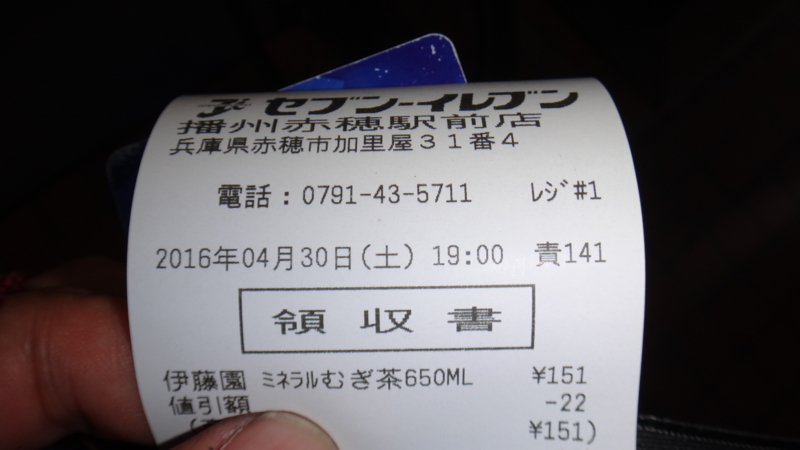 セブン-イレブン
播州赤穂駅前店
兵庫県赤穂市加里屋31番4
電話:0791-43-5711 レジ#1
2016年04月30日(土) 19:00 責141
領収書
伊藤園 ミネラルむぎ茶650ML ¥151
値引額 -22
¥151)